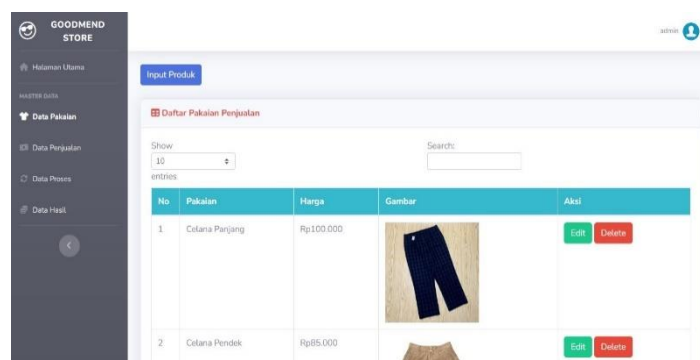 GOODMEND
STORE
admin
Halaman Utama
MASTER DATA
Data Pakaian
Data Penjualan
Data Proses
Data Hasil
Input Produk
Daftar Pakaian Penjualan
Show
10
entries
Search:
No Pakaian Harga Gambar Aksi
1 Celana Panjang Rp100.000 Edit Delete
2 Celana Pendek Rp85.000 Edit Delete